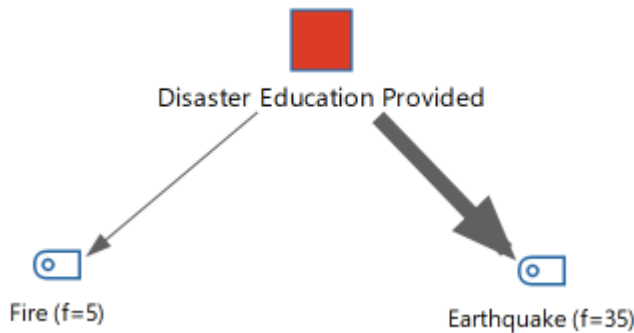 Disaster Education Provided
Fire (f=5)
Earthquake (f=35)